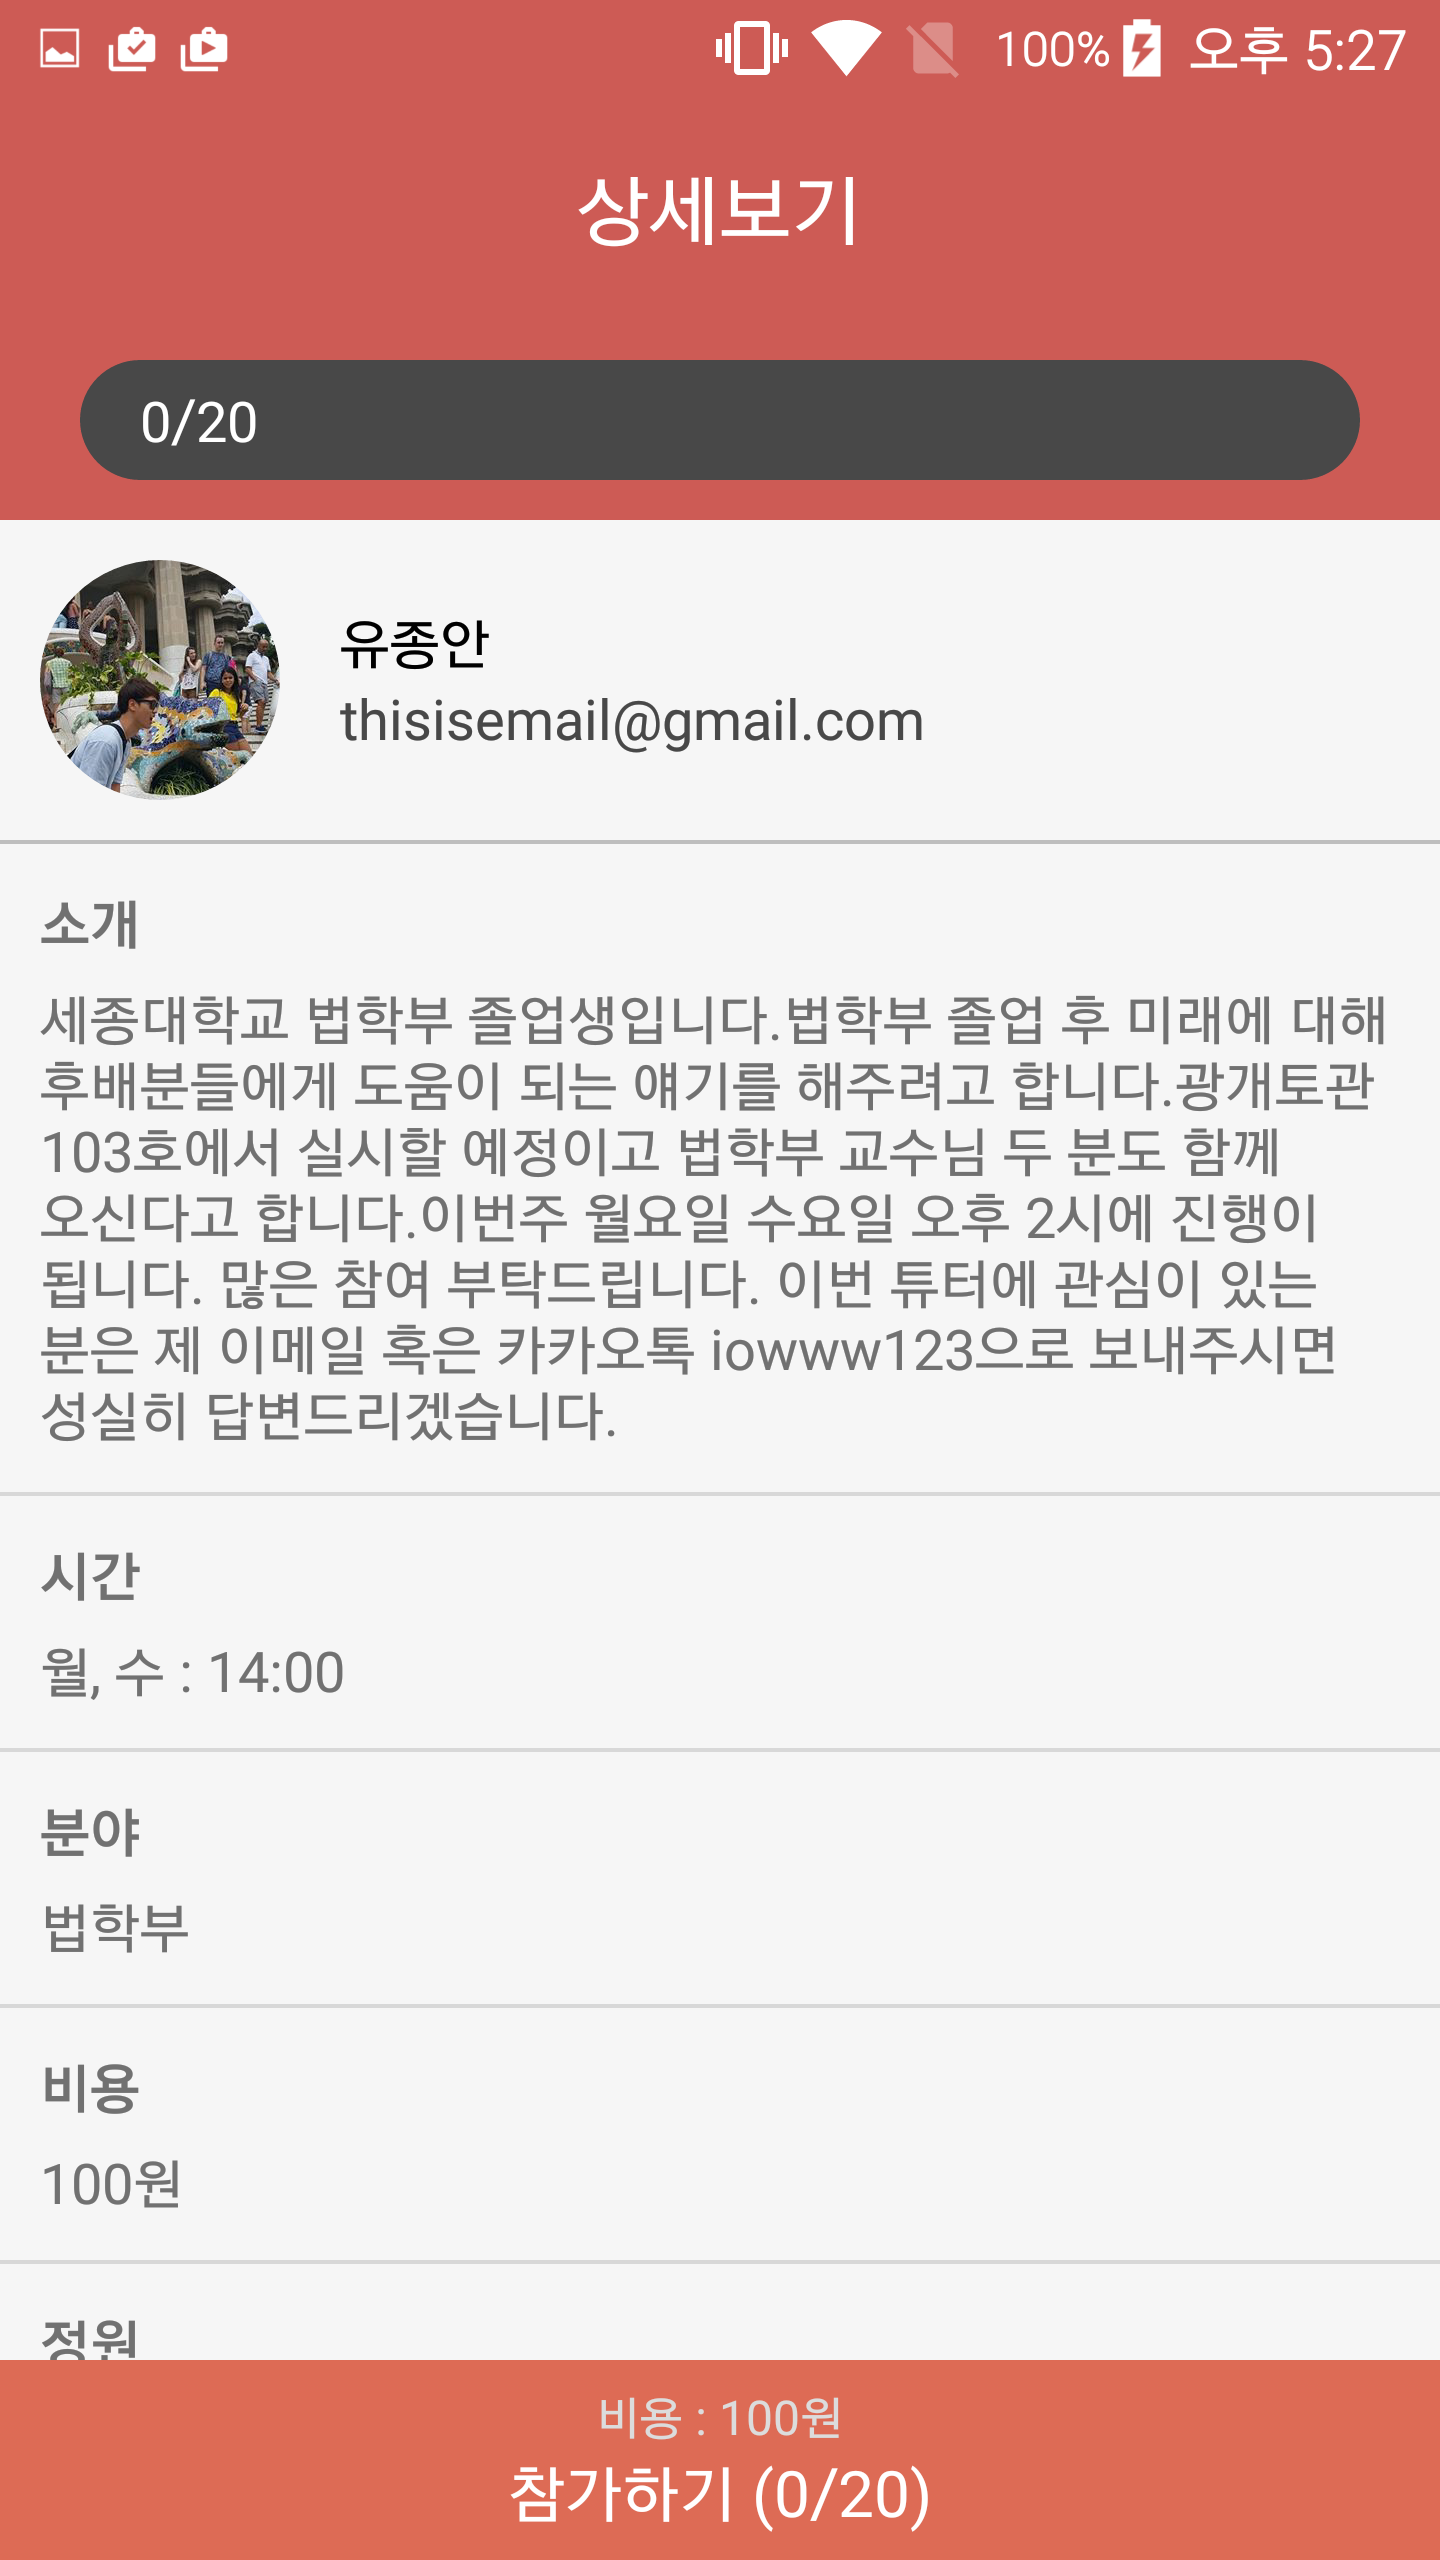 100% 오후 5:27
상세보기
0/20
유종안
thisisemail@gmail.com
소개
세종대학교 법학부 졸업생입니다.법학부 졸업 후 미래에 대해
후배분들에게 도움이 되는 얘기를 해주려고 합니다.광개토관
103호에서 실시할 예정이고 법학부 교수님 두 분도 함께
오신다고 합니다.이번주 월요일 수요일 오후 2시에 진행이
됩니다. 많은 참여 부탁드립니다. 이번 튜터에 관심이 있는
분은 제 이메일 혹은 카카오톡 iowww123으로 보내주시면
성실히 답변드리겠습니다.
시간
월, 수 : 14:00
분야
법학부
비용
100원
정원
비용 : 100원
참가하기 (0/20)